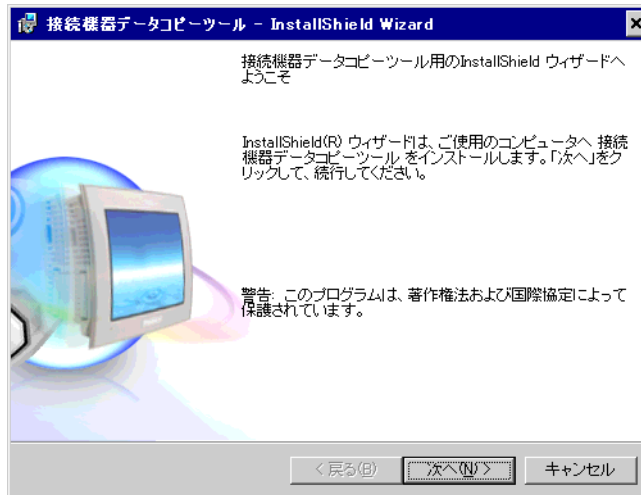 接続機器データコピーツール - InstallShield Wizard
接続機器データコピーツール用のInstallShield ウィザードへ
ようこそ
InstallShield(R) ウィザードは、ご使用のコンピュータへ 接続
機器データコピーツール をインストールします。「次へ」をク
リックして、続行してください。
警告: このプログラムは、著作権法および国際協定によって
保護されています。
< 戻る(B)
次へ(N) >
キャンセル